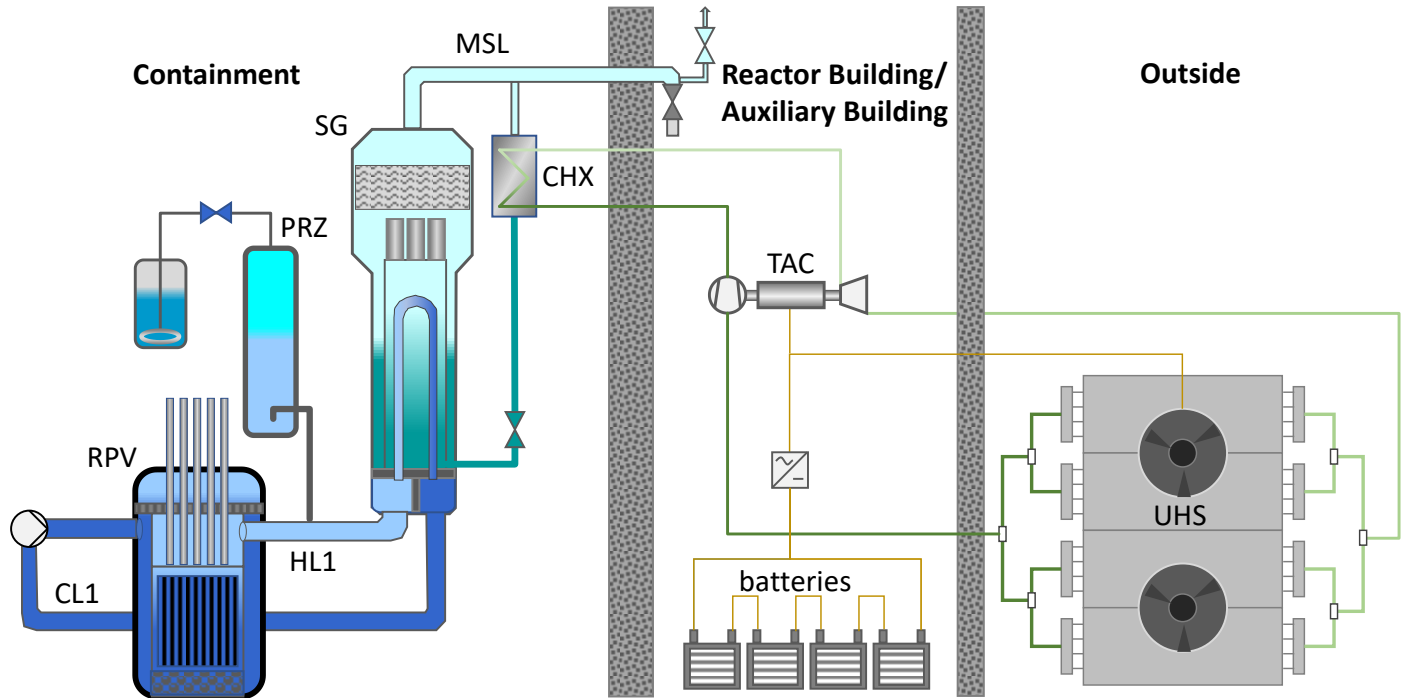 MSL
Containment
Reactor Building/
Auxiliary Building
Outside
SG
CHX
PRZ
TAC
RPV
HL1
CL1
UHS
batteries